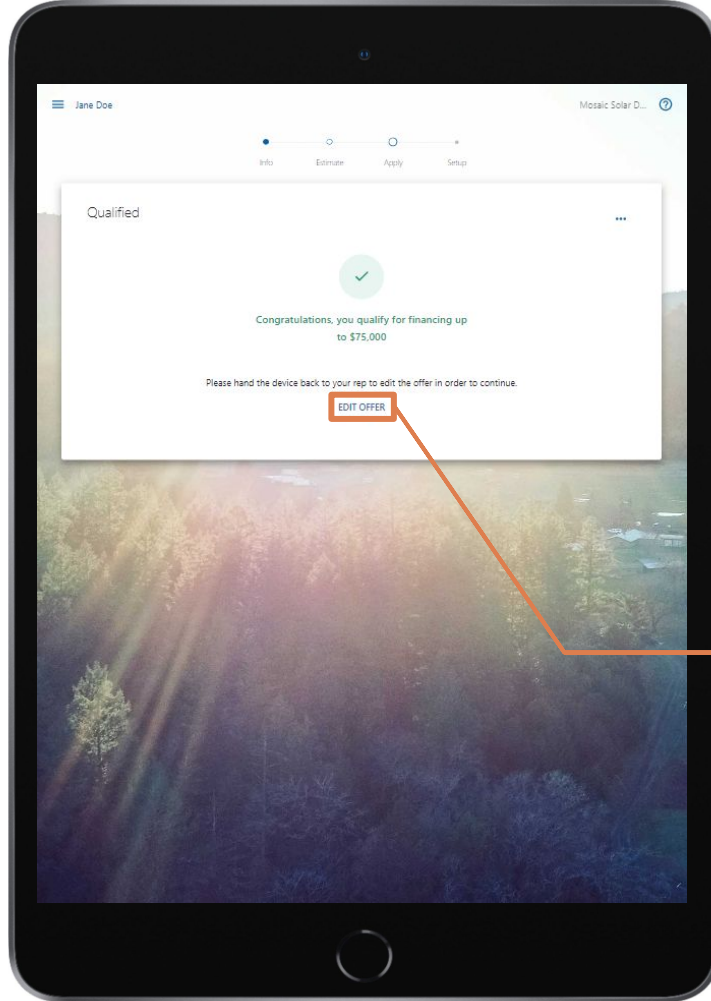 Jane Doe
Mosaic Solar D...
Info Estimate Apply Setup
Qualified
Congratulations, you qualify for financing up
to $75,000
Please hand the device back to your rep to edit the offer in order to continue.
EDIT OFFER